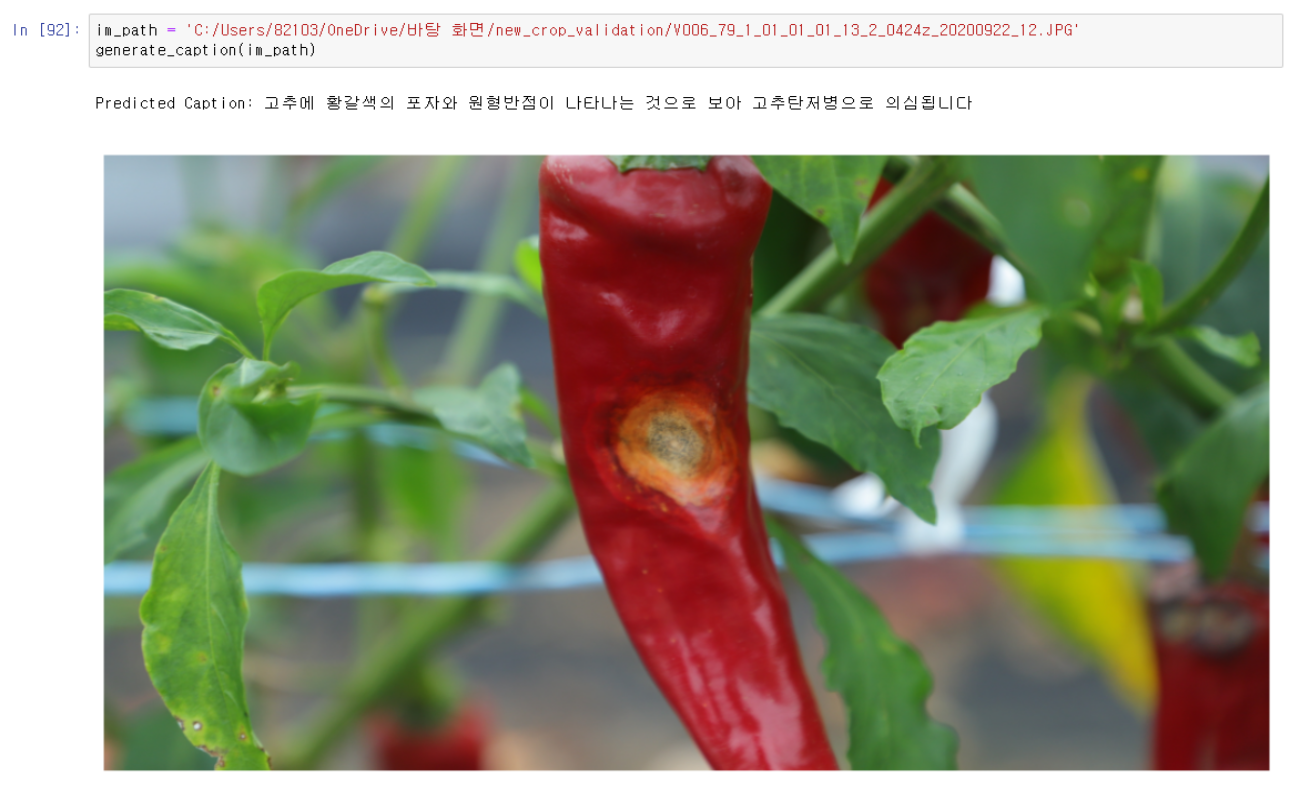 In [92]: im_path = 'C:/Users/82103/OneDrive/바탕 화면/new_crop_validation/V006_79_1_01_01_01_13_2_0424z_20200922_12.JPG'
generate_caption(im_path)
Predicted Caption: 고추에 황갈색의 포자와 원형반점이 나타나는 것으로 보아 고추탄저병으로 의심됩니다